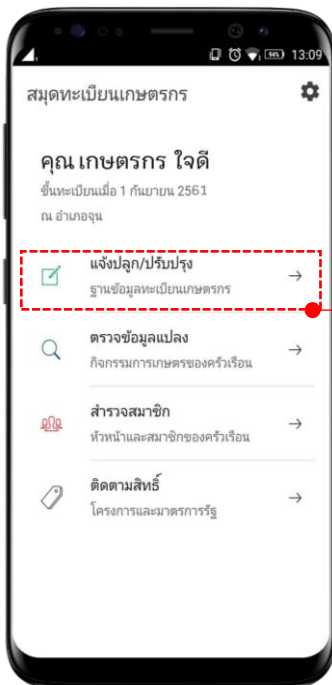 13:09
สมุดทะเบียนเกษตรกร
คุณ เกษตรกร ใจดี
ขึ้นทะเบียนเมื่อ 1 กันยายน 2561
ณ อำเภอจุน
แจ้งปลูก/ปรับปรุง
ฐานข้อมูลทะเบียนเกษตรกร
ตรวจข้อมูลแปลง
กิจกรรมการเกษตรของครัวเรือน
สำรวจสมาชิก
หัวหน้าและสมาชิกของครัวเรือน
ติดตามสิทธิ์
โครงการและมาตรการรัฐ